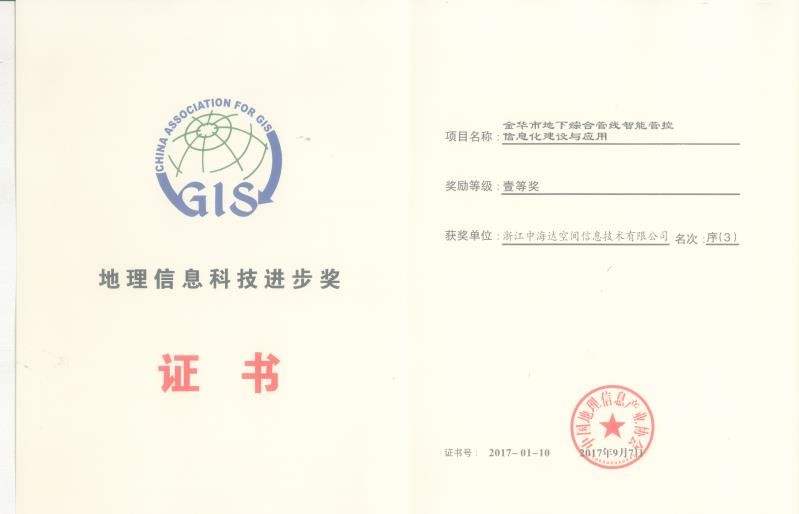 CHINA ASSOCIATION FOR GIS
GIS
地理信息科技进步奖
证 书
项目名称：金华市地下综合管线智能管控
信息化建设与应用
奖励等级：壹等奖
获奖单位：浙江中海达空间信息技术有限公司 名次：序(3)
中国地理信息产业协会
证书号： 2017-01-10 2017年9月7日